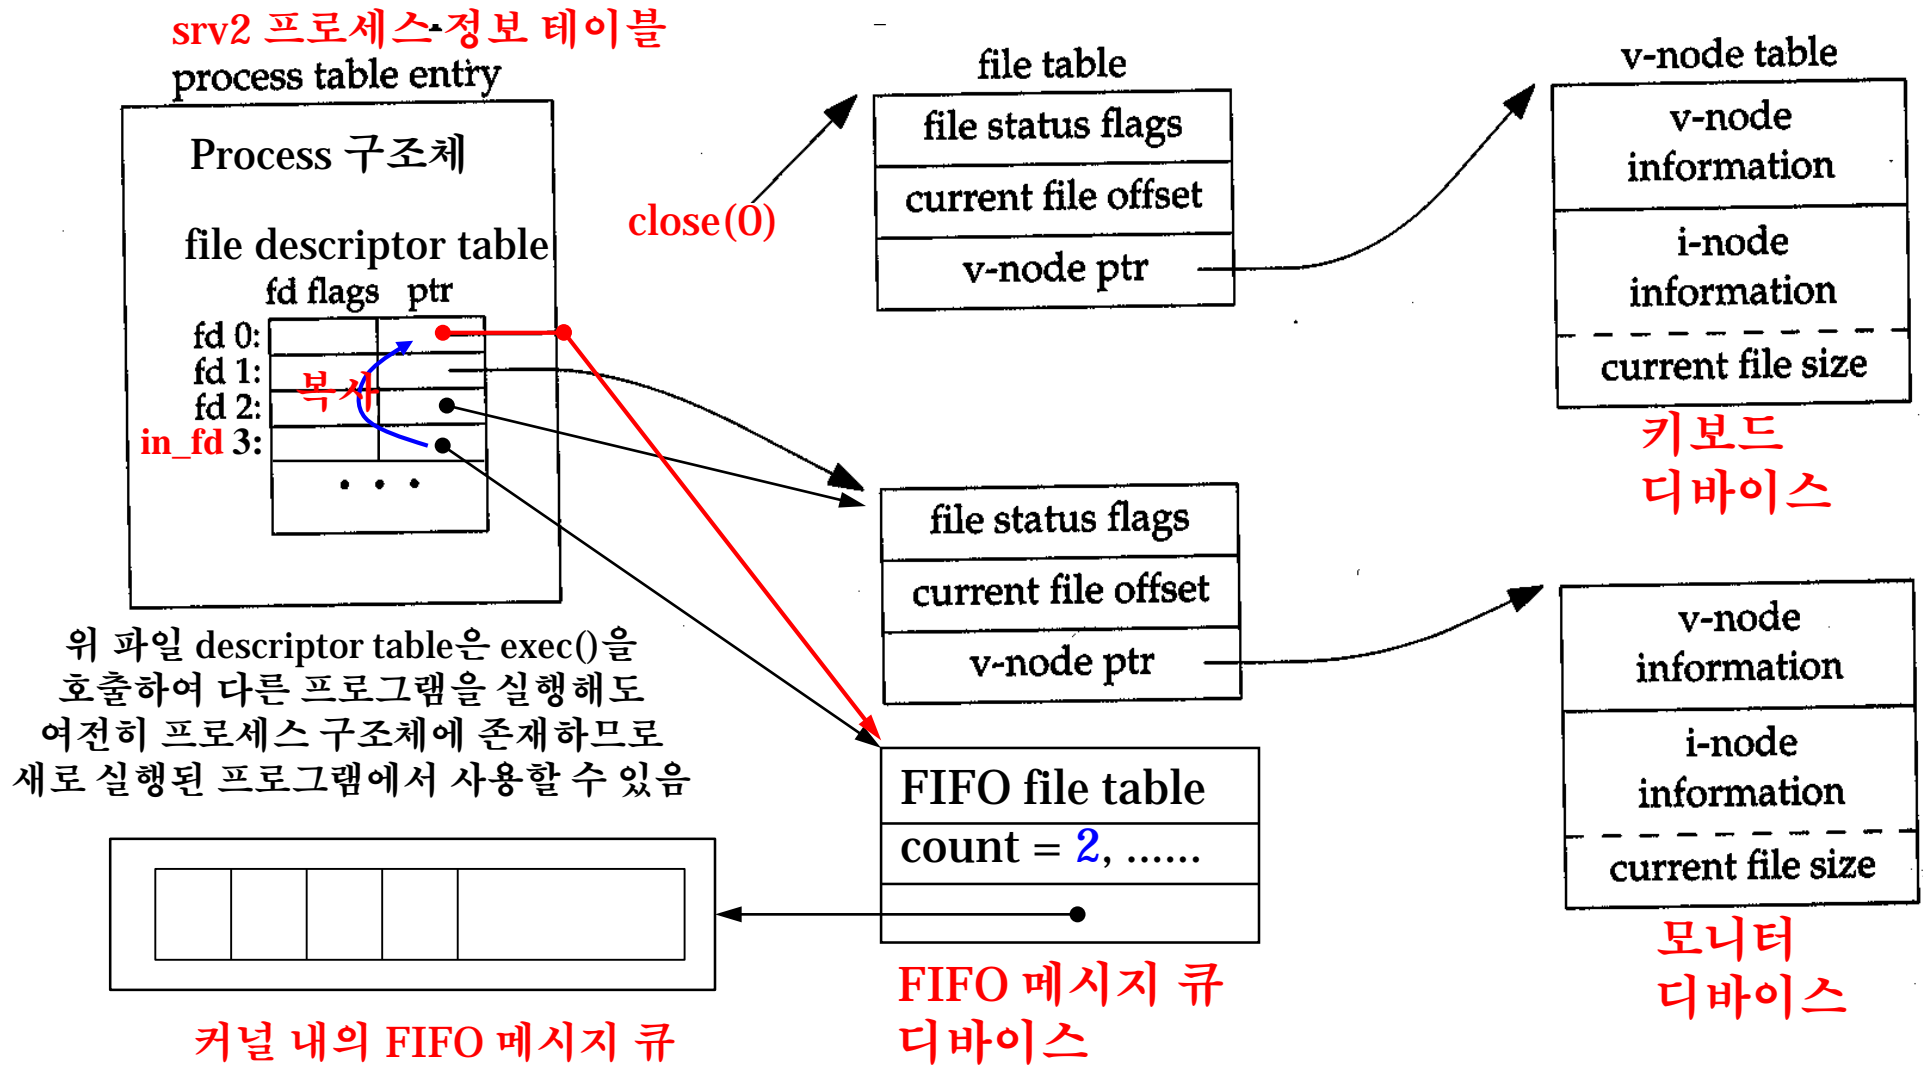 srv2 프로세스 정보 테이블
process table entry
Process 구조체
file descriptor table
fd flags ptr
fd 0:
fd 1:
복사
fd 2:
in_fd 3:
• • •
위 파일 descriptor table은 exec()을
호출하여 다른 프로그램을 실행해도
여전히 프로세스 구조체에 존재하므로
새로 실행된 프로그램에서 사용할 수 있음
커널 내의 FIFO 메시지 큐
close(0)
file table
file status flags
current file offset
v-node ptr
file status flags
current file offset
v-node ptr
FIFO file table
count = 2, ......
FIFO 메시지 큐
디바이스
v-node table
v-node
information
i-node
information
current file size
키보드
디바이스
v-node
information
i-node
information
current file size
모니터
디바이스